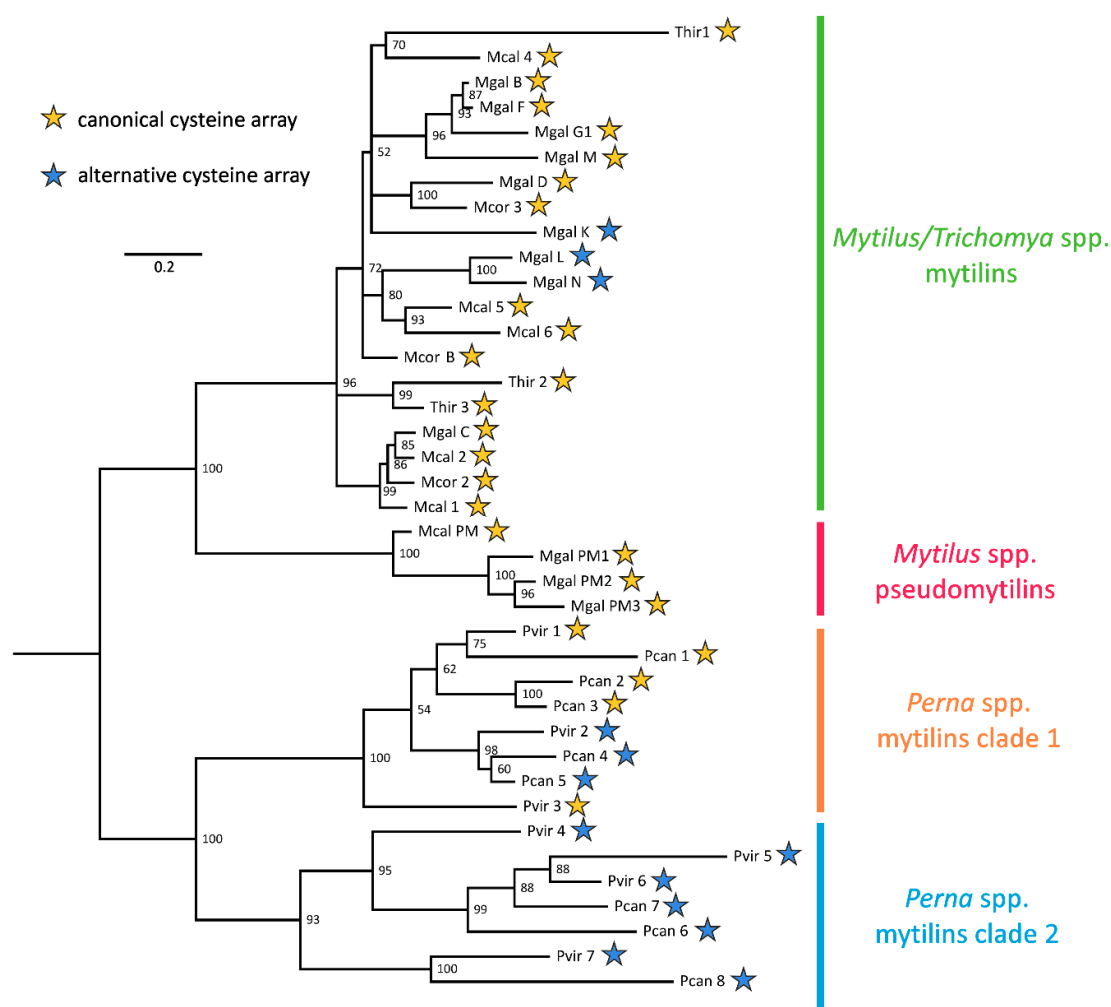 Thir1
70
Mcal 4
Mgal B
87
Mgal F
93
canonical cysteine array
Mgal G1
96
Mgal M
52
alternative cysteine array
Mgal D
100
Mcor 3
Mgal K
Mytilus/Trichomya spp.
mytilins
0.2
Mgal L
72
100
Mgal N
80
Mcal 5
93
Mcal 6
Mcor B
96
Thir 2
99
Thir 3
Mgal C
85
Mcal 2
86
100
Mcor 2
99
Mcal 1
Mcal PM
100
Mgal PM1
100
Mgal PM2
96
Mgal PM3
Mytilus spp.
pseudomytilins
Pvir 1
75
Pcan 1
62
Pcan 2
100
Pcan 3
54
Pvir 2
98
Pcan 4
100
60
Pcan 5
Pvir 3
Perna spp.
mytilins clade 1
100
Pvir 4
Pvir 5
95
88
Pvir 6
88
Pcan 7
99
93
Pcan 6
Pvir 7
100
Pcan 8
Perna spp.
mytilins clade 2